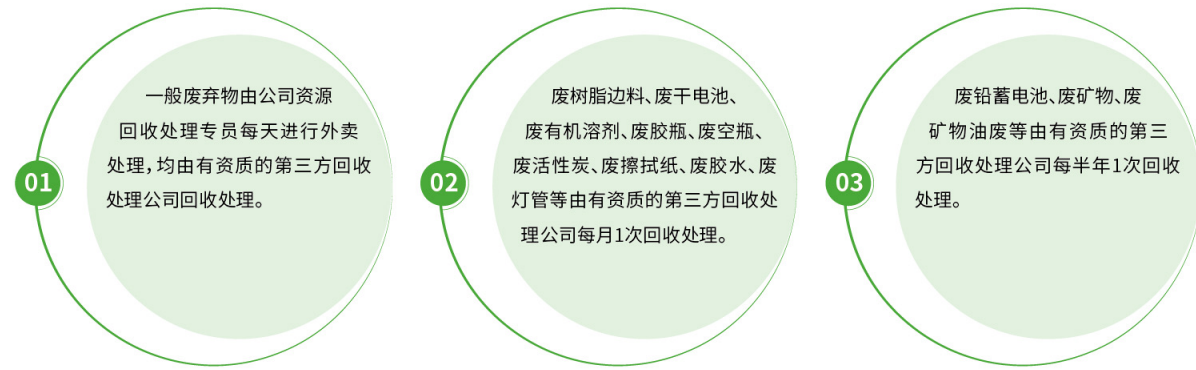 01
一般废弃物由公司资源
回收处理专员每天进行外卖
处理，均由有资质的第三方回收
处理公司回收处理。
02
废树脂边料、废干电池、
废有机溶剂、废胶瓶、废空瓶、
废活性炭、废擦拭纸、废胶水、废
灯管等由有资质的第三方回收处
理公司每月1次回收处理。
03
废铅蓄电池、废矿物、废
矿物油废等由有资质的第三
方回收处理公司每半年1次回收
处理。